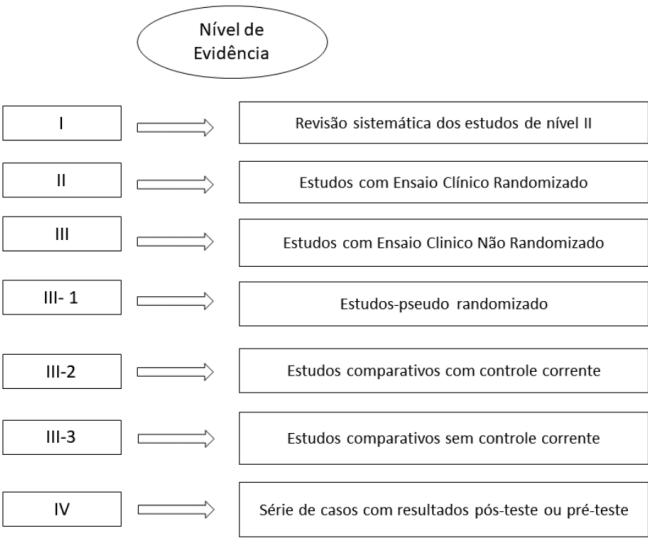 Nível de
Evidência
I
Revisão sistemática dos estudos de nível II
II
Estudos com Ensaio Clínico Randomizado
III
Estudos com Ensaio Clinico Não Randomizado
III- 1
Estudos-pseudo randomizado
III-2
Estudos comparativos com controle corrente
III-3
Estudos comparativos sem controle corrente
IV
Série de casos com resultados pós-teste ou pré-teste